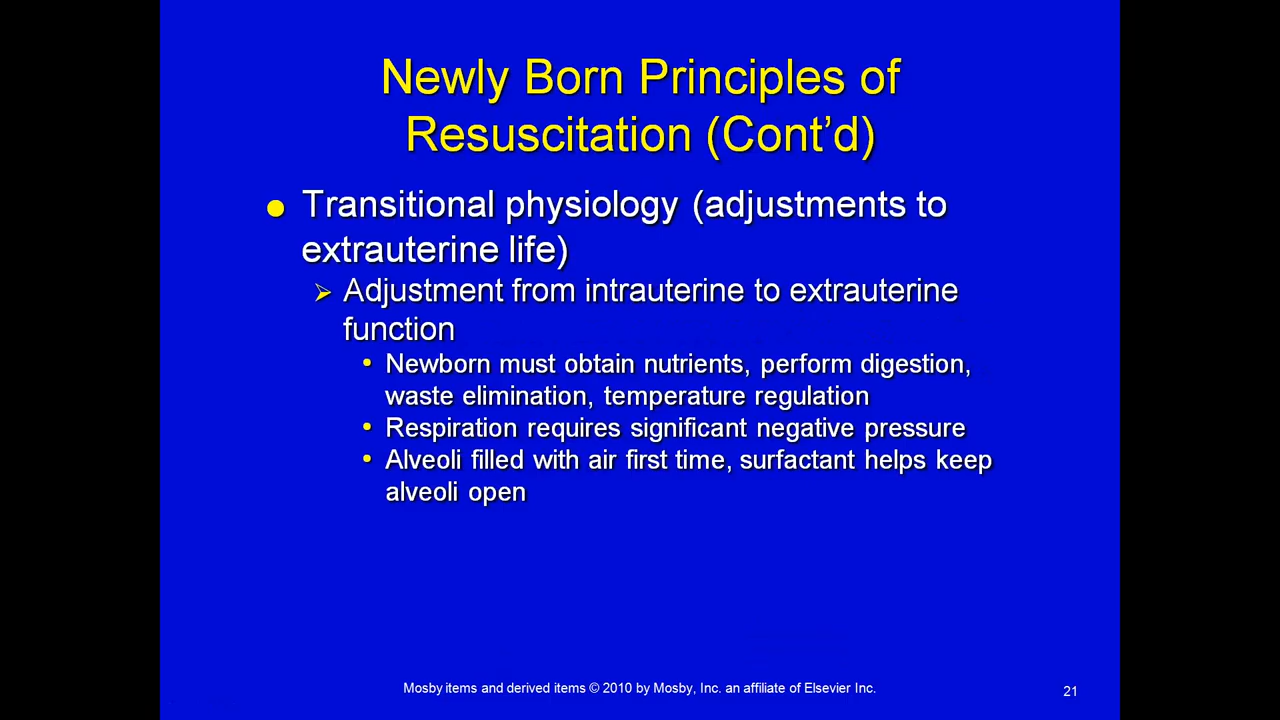 Newly Born Principles of
Resuscitation (Cont’d)
Transitional physiology (adjustments to
extrauterine life)
Adjustment from intrauterine to extrauterine
function
Newborn must obtain nutrients, perform digestion,
waste elimination, temperature regulation
Respiration requires significant negative pressure
Alveoli filled with air first time, surfactant helps keep
alveoli open
Mosby items and derived items © 2010 by Mosby, Inc. an affiliate of Elsevier Inc.
21